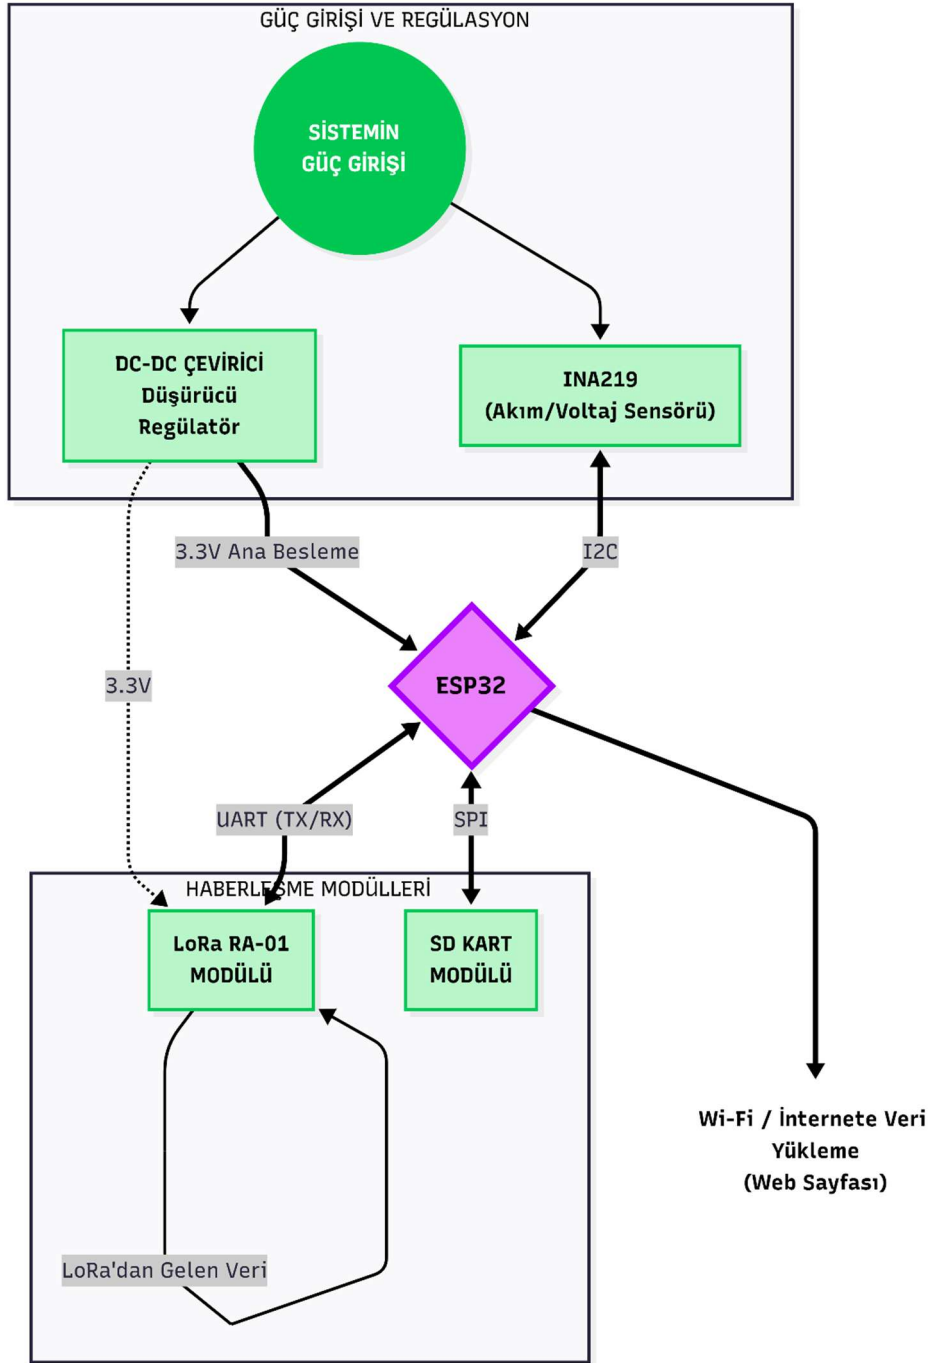 GÜÇ GİRİŞİ VE REGÜLASYON
SİSTEMİN
GÜÇ GİRİŞİ
DC-DC ÇEVİRİCİ
Düşürücü
Regülatör
INA219
(Akım/Voltaj Sensörü)
3.3V Ana Besleme
I2C
3.3V
ESP32
UART (TX/RX)
SPI
HABERLEŞME MODÜLLERİ
LoRa RA-01
MODÜLÜ
SD KART
MODÜLÜ
Wi-Fi / İnternete Veri
Yükleme
(Web Sayfası)
LoRa'dan Gelen Veri